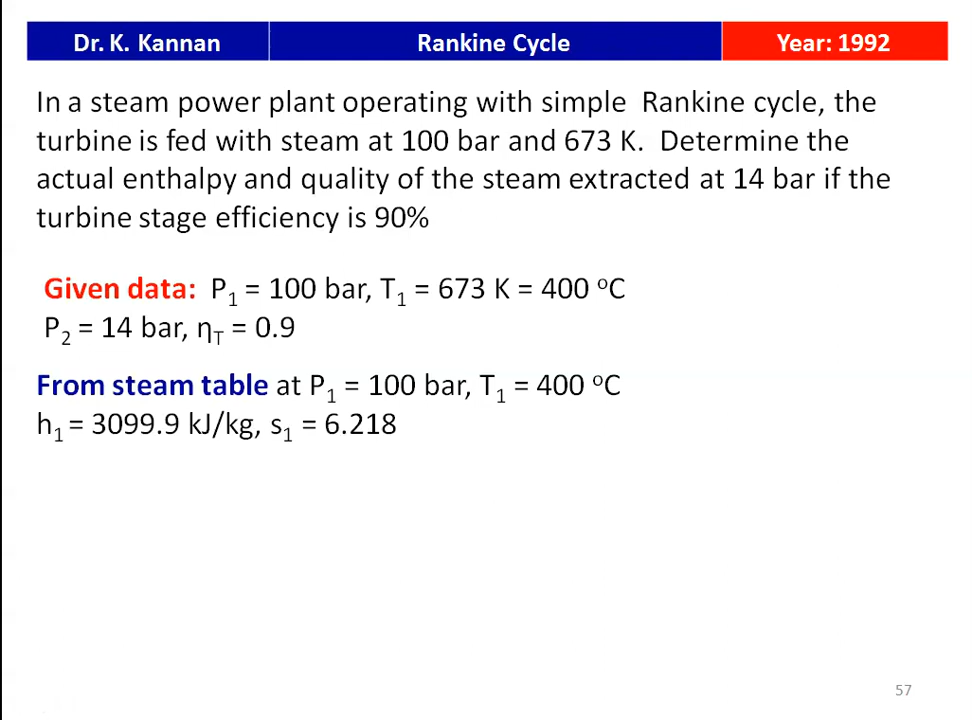 Dr. K. Kannan Rankine Cycle Year: 1992
In a steam power plant operating with simple Rankine cycle, the
turbine is fed with steam at 100 bar and 673 K. Determine the
actual enthalpy and quality of the steam extracted at 14 bar if the
turbine stage efficiency is 90%
Given data: P₁ = 100 bar, T₁ = 673 K = 400 ᵒC
P₂ = 14 bar, η_T = 0.9
From steam table at P₁ = 100 bar, T₁ = 400 ᵒC
h₁ = 3099.9 kJ/kg, s₁ = 6.218
57